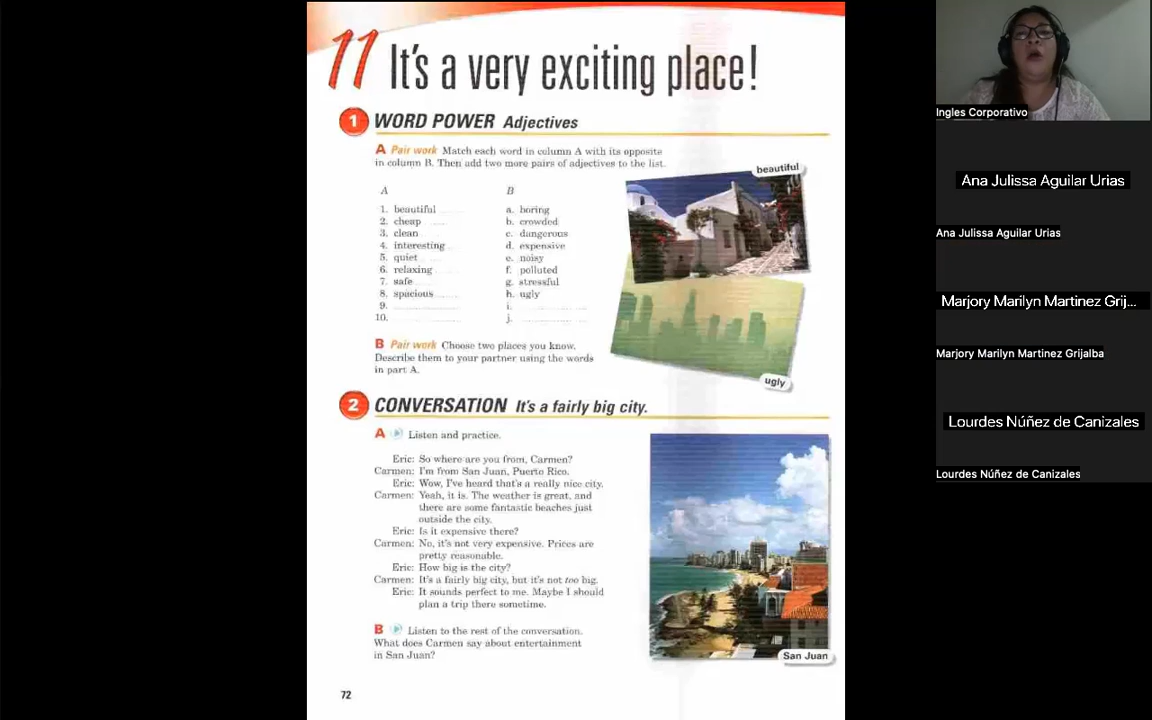 11 It's a very exciting place!
1 WORD POWER Adjectives
A Pair work Match each word in column A with its opposite
in column B. Then add two more pairs of adjectives to the list.
A B
1. beautiful ........ a. boring
2. cheap ........ b. crowded
3. clean ........ c. dangerous
4. interesting ........ d. expensive
5. quiet ........ e. noisy
6. relaxing ........ f. polluted
7. safe ........ g. stressful
8. spacious ........ h. ugly
9. ........ i. ........
10. ........ j. ........
beautiful
ugly
B Pair work Choose two places you know.
Describe them to your partner using the words
in part A.
2 CONVERSATION It's a fairly big city.
A Listen and practice.
Eric: So where are you from, Carmen?
Carmen: I'm from San Juan, Puerto Rico.
Eric: Wow, I've heard that's a really nice city.
Carmen: Yeah, it is. The weather is great, and
there are some fantastic beaches just
outside the city.
Eric: Is it expensive there?
Carmen: No, it's not very expensive. Prices are
pretty reasonable.
Eric: How big is the city?
Carmen: It's a fairly big city, but it's not too big.
Eric: It sounds perfect to me. Maybe I should
plan a trip there sometime.
B Listen to the rest of the conversation.
What does Carmen say about entertainment
in San Juan?
San Juan
72
Ingles Corporativo
Ana Julissa Aguilar Urias
Ana Julissa Aguilar Urias
Marjory Marilyn Martinez Grij...
Marjory Marilyn Martinez Grijalba
Lourdes Núñez de Canizales
Lourdes Núñez de Canizales